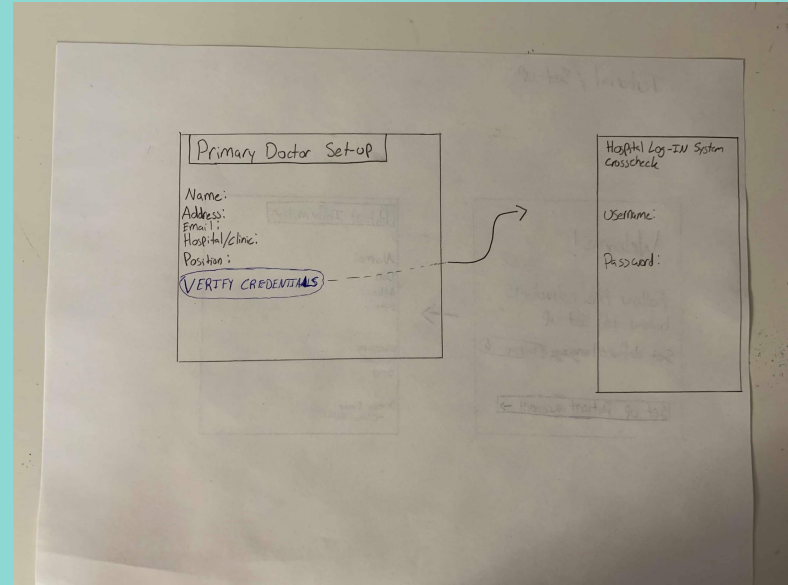 Primary Doctor Set-up
Name:
Address:
Email:
Hospital/clinic:
Position:
VERIFY CREDENTIALS
Hospital Log-IN System
crosscheck
Username:
Password: